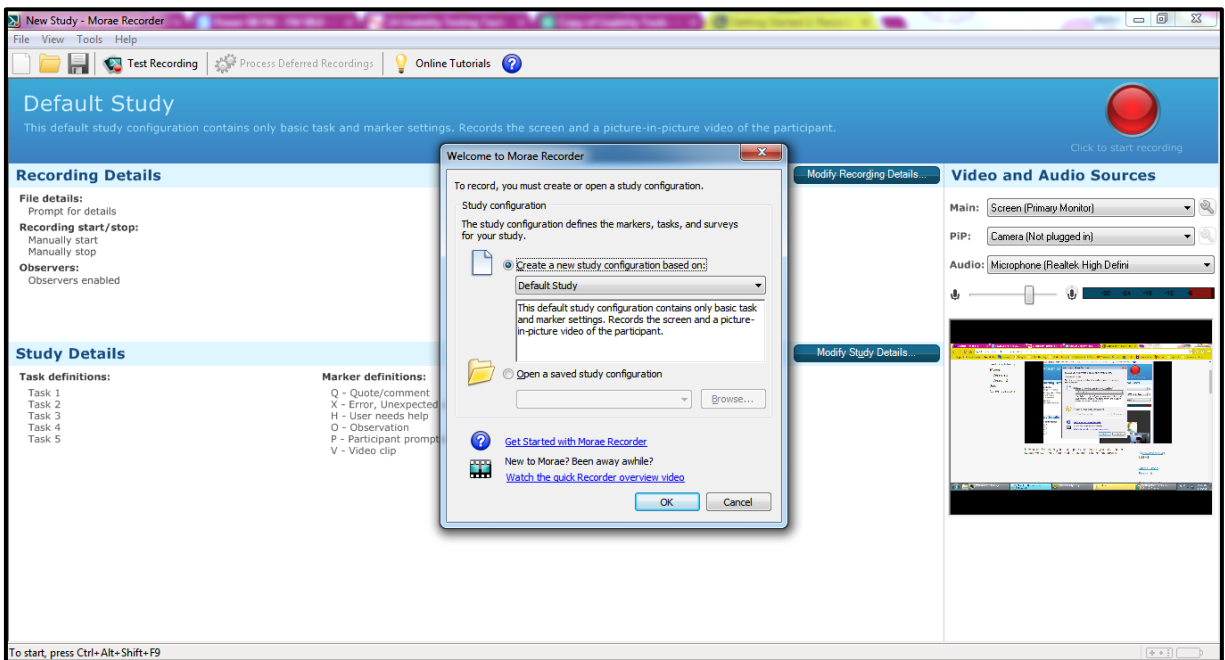 New Study - Morae Recorder
File View Tools Help
Test Recording Process Deferred Recordings Online Tutorials
Default Study
This default study configuration contains only basic task and marker settings. Records the screen and a picture-in-picture video of the participant.
Click to start recording
Recording Details
Modify Recording Details...
File details:
Prompt for details
Recording start/stop:
Manually start
Manually stop
Observers:
Observers enabled
Study Details
Modify Study Details...
Task definitions:
Task 1
Task 2
Task 3
Task 4
Task 5
Marker definitions:
Q - Quote/comment
X - Error, Unexpected
H - User needs help
O - Observation
P - Participant prompt
V - Video clip
Welcome to Morae Recorder
To record, you must create or open a study configuration.
Study configuration
The study configuration defines the markers, tasks, and surveys
for your study.
Create a new study configuration based on:
Default Study
This default study configuration contains only basic task
and marker settings. Records the screen and a picture-
in-picture video of the participant.
Open a saved study configuration
Browse...
Get Started with Morae Recorder
New to Morae? Been away awhile?
Watch the quick Recorder overview video
OK Cancel
Video and Audio Sources
Main: Screen (Primary Monitor)
PiP: Camera (Not plugged in)
Audio: Microphone (Realtek High Defini
To start, press Ctrl+Alt+Shift+F9